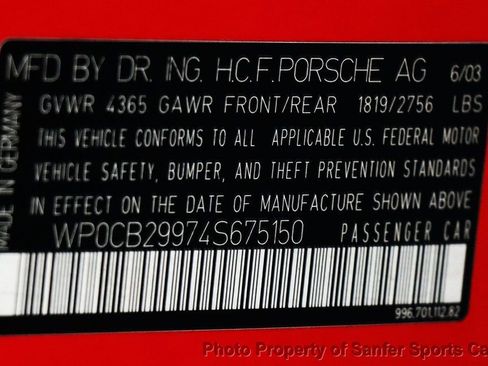 MFD BY DR. ING. H.C.F. PORSCHE AG 6/03
GVWR 4365 GAWR FRONT/REAR 1819/2756 LBS
THIS VEHICLE CONFORMS TO ALL APPLICABLE U.S. FEDERAL MOTOR
VEHICLE SAFETY, BUMPER, AND THEFT PREVENTION STANDARDS
IN EFFECT ON THE DATE OF MANUFACTURE SHOWN ABOVE
WP0CB29974S675150 PASSENGER CAR
MADE IN GERMANY
996.701.112.82
Photo Property of Sanfer Sports Ca